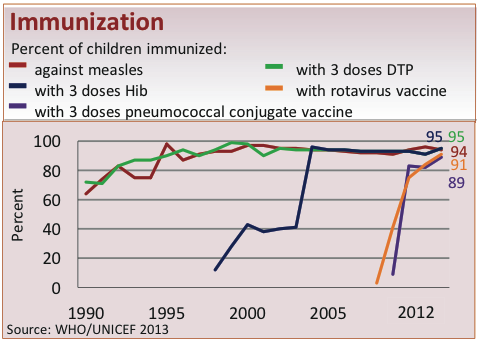 Immunization
Percent of children immunized:
against measles
with 3 doses DTP
with 3 doses Hib
with rotavirus vaccine
with 3 doses pneumococcal conjugate vaccine
95 95
100
94
91
80
89
60
40
20
0
Percent
1990 1995 2000 2005 2012
Source: WHO/UNICEF 2013